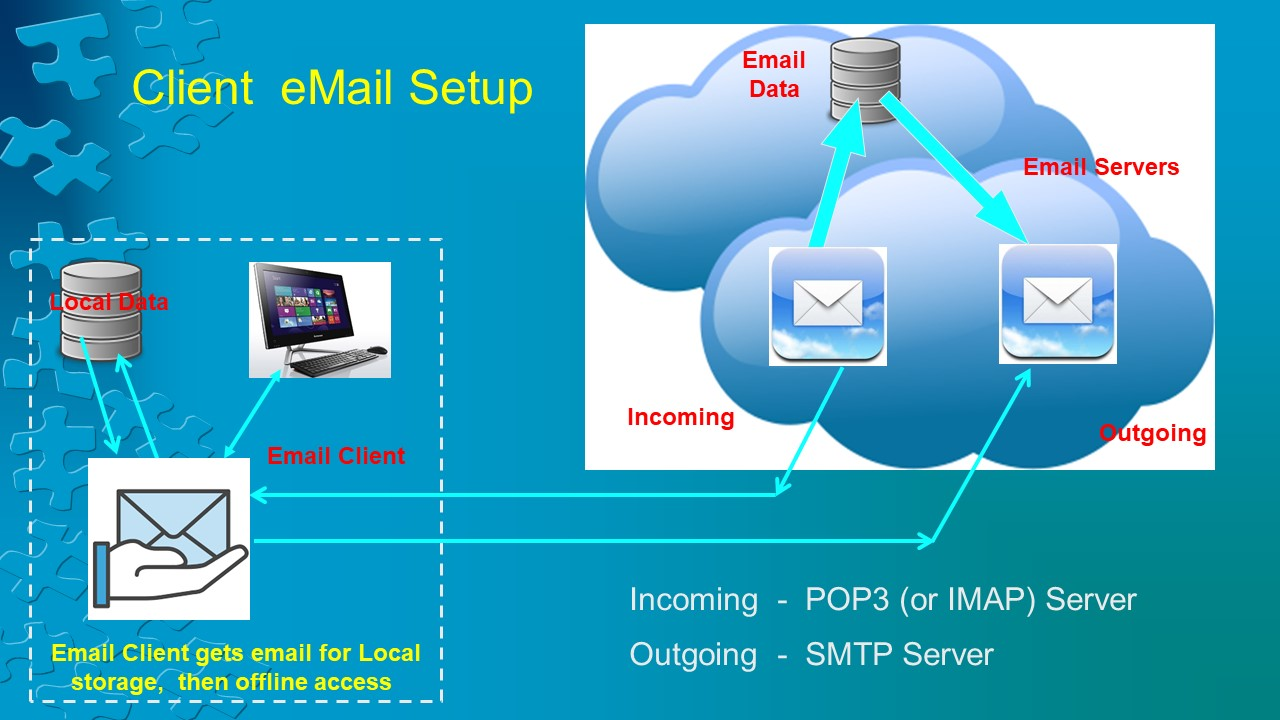 Client  eMail Setup
Email
Data
Email Servers
Local Data
Incoming
Outgoing
Email Client
Incoming  -  POP3 (or IMAP) Server
Outgoing  -  SMTP Server
Email Client gets email for Local
storage,  then offline access